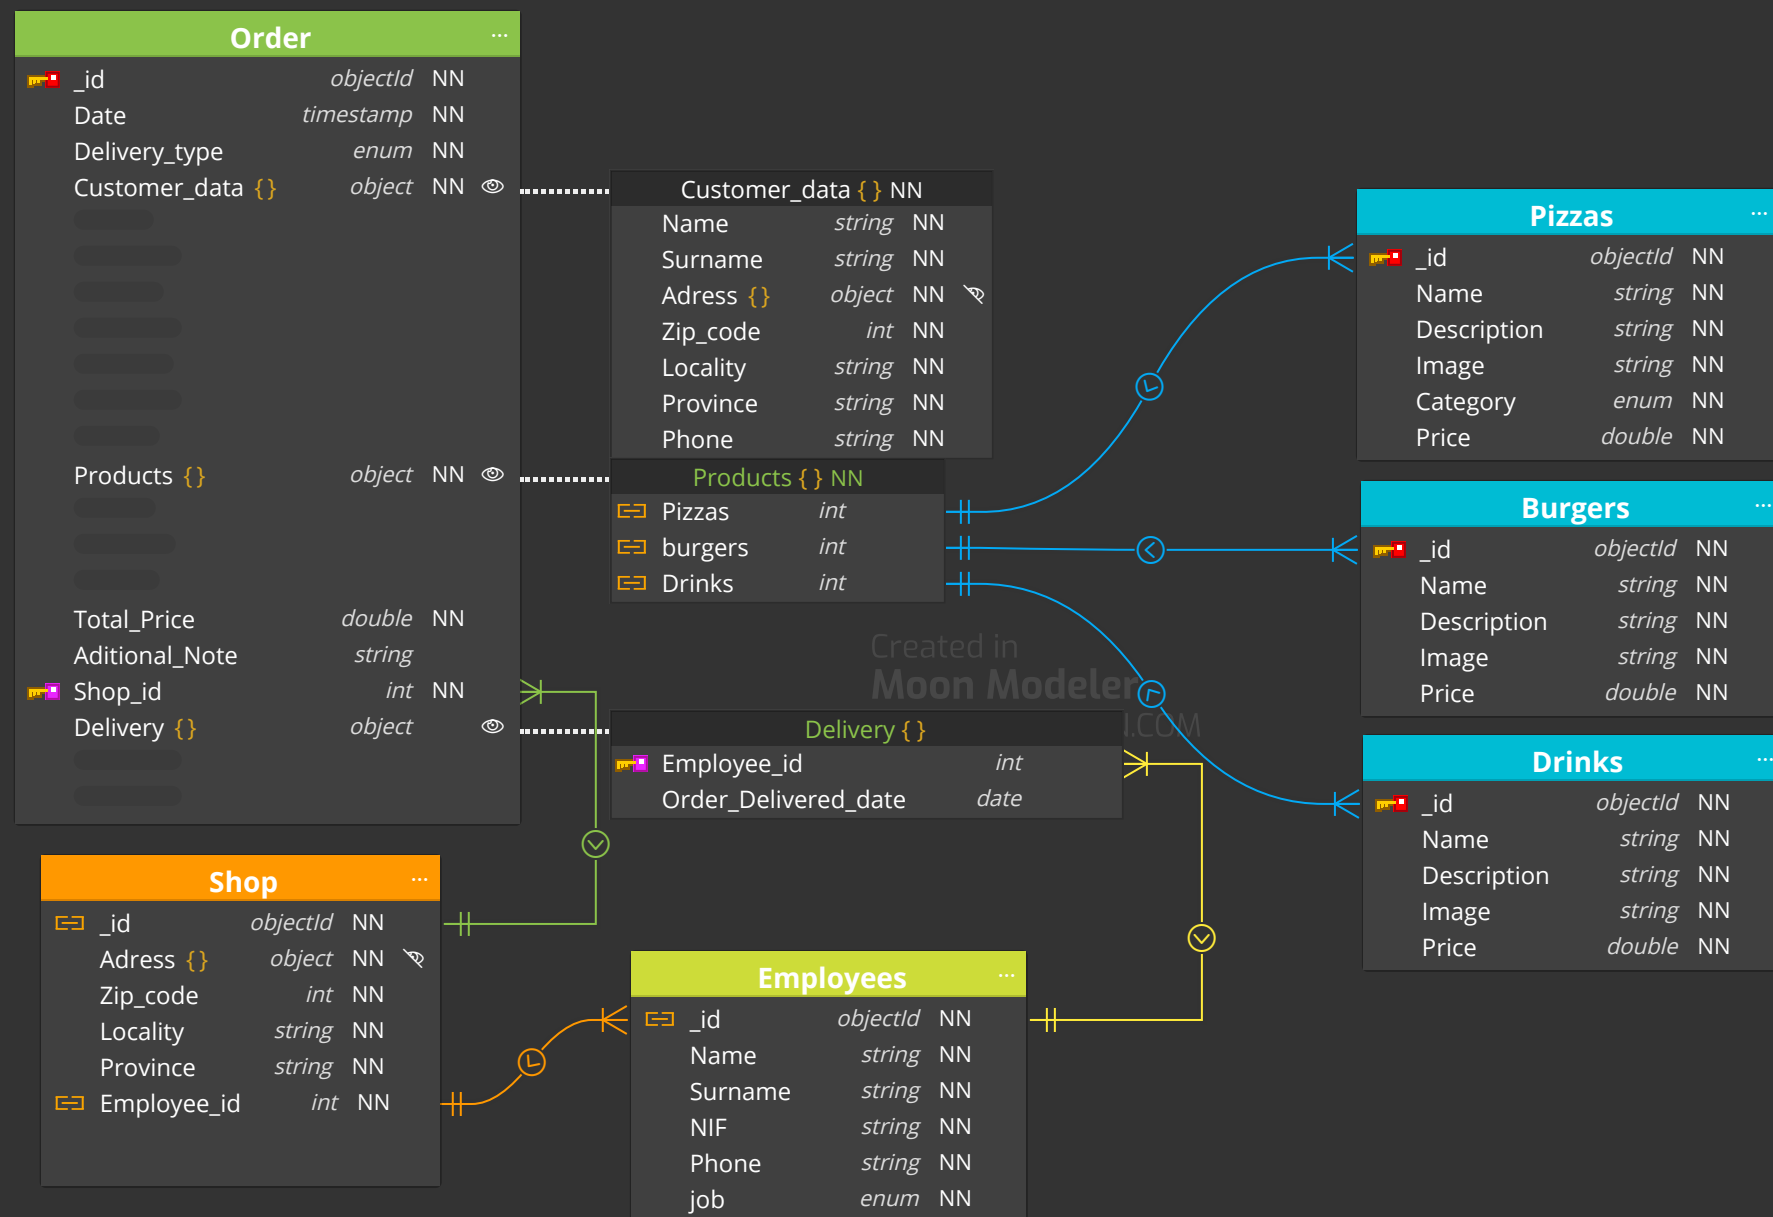 Order ...
_id objectId NN
Date timestamp NN
Delivery_type enum NN
Customer_data {} object NN
Products {} object NN
Total_Price double NN
Aditional_Note string
Shop_id int NN
Delivery {} object
Customer_data {} NN
Name string NN
Surname string NN
Adress {} object NN
Zip_code int NN
Locality string NN
Province string NN
Phone string NN
Products {} NN
Pizzas int
burgers int
Drinks int
Created in
Moon Modeler
N.COM
Delivery {}
Employee_id int
Order_Delivered_date date
Pizzas ...
_id objectId NN
Name string NN
Description string NN
Image string NN
Category enum NN
Price double NN
Burgers ...
_id objectId NN
Name string NN
Description string NN
Image string NN
Price double NN
Drinks ...
_id objectId NN
Name string NN
Description string NN
Image string NN
Price double NN
Shop ...
_id objectId NN
Adress {} object NN
Zip_code int NN
Locality string NN
Province string NN
Employee_id int NN
Employees ...
_id objectId NN
Name string NN
Surname string NN
NIF string NN
Phone string NN
job enum NN